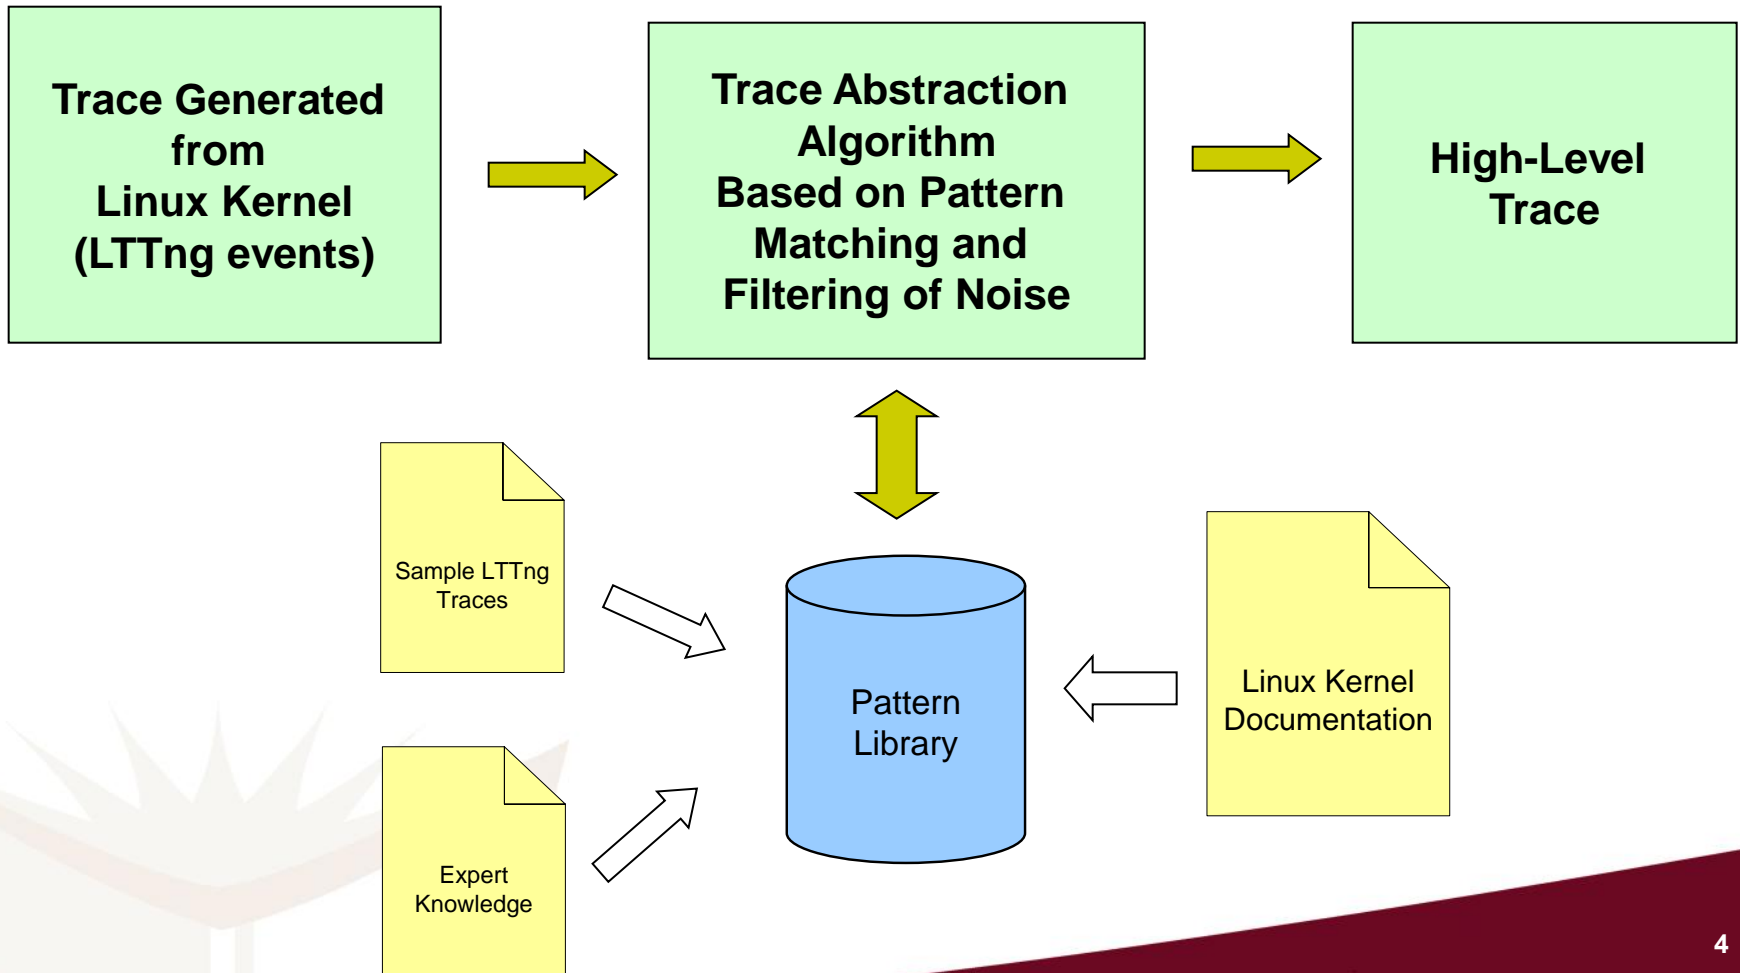 Trace Generated
from
Linux Kernel
(LTTng events)
Trace Abstraction
Algorithm
Based on Pattern
Matching and
Filtering of Noise
High-Level
Trace
Sample LTTng
Traces
Pattern
Library
Linux Kernel
Documentation
Expert
Knowledge
4